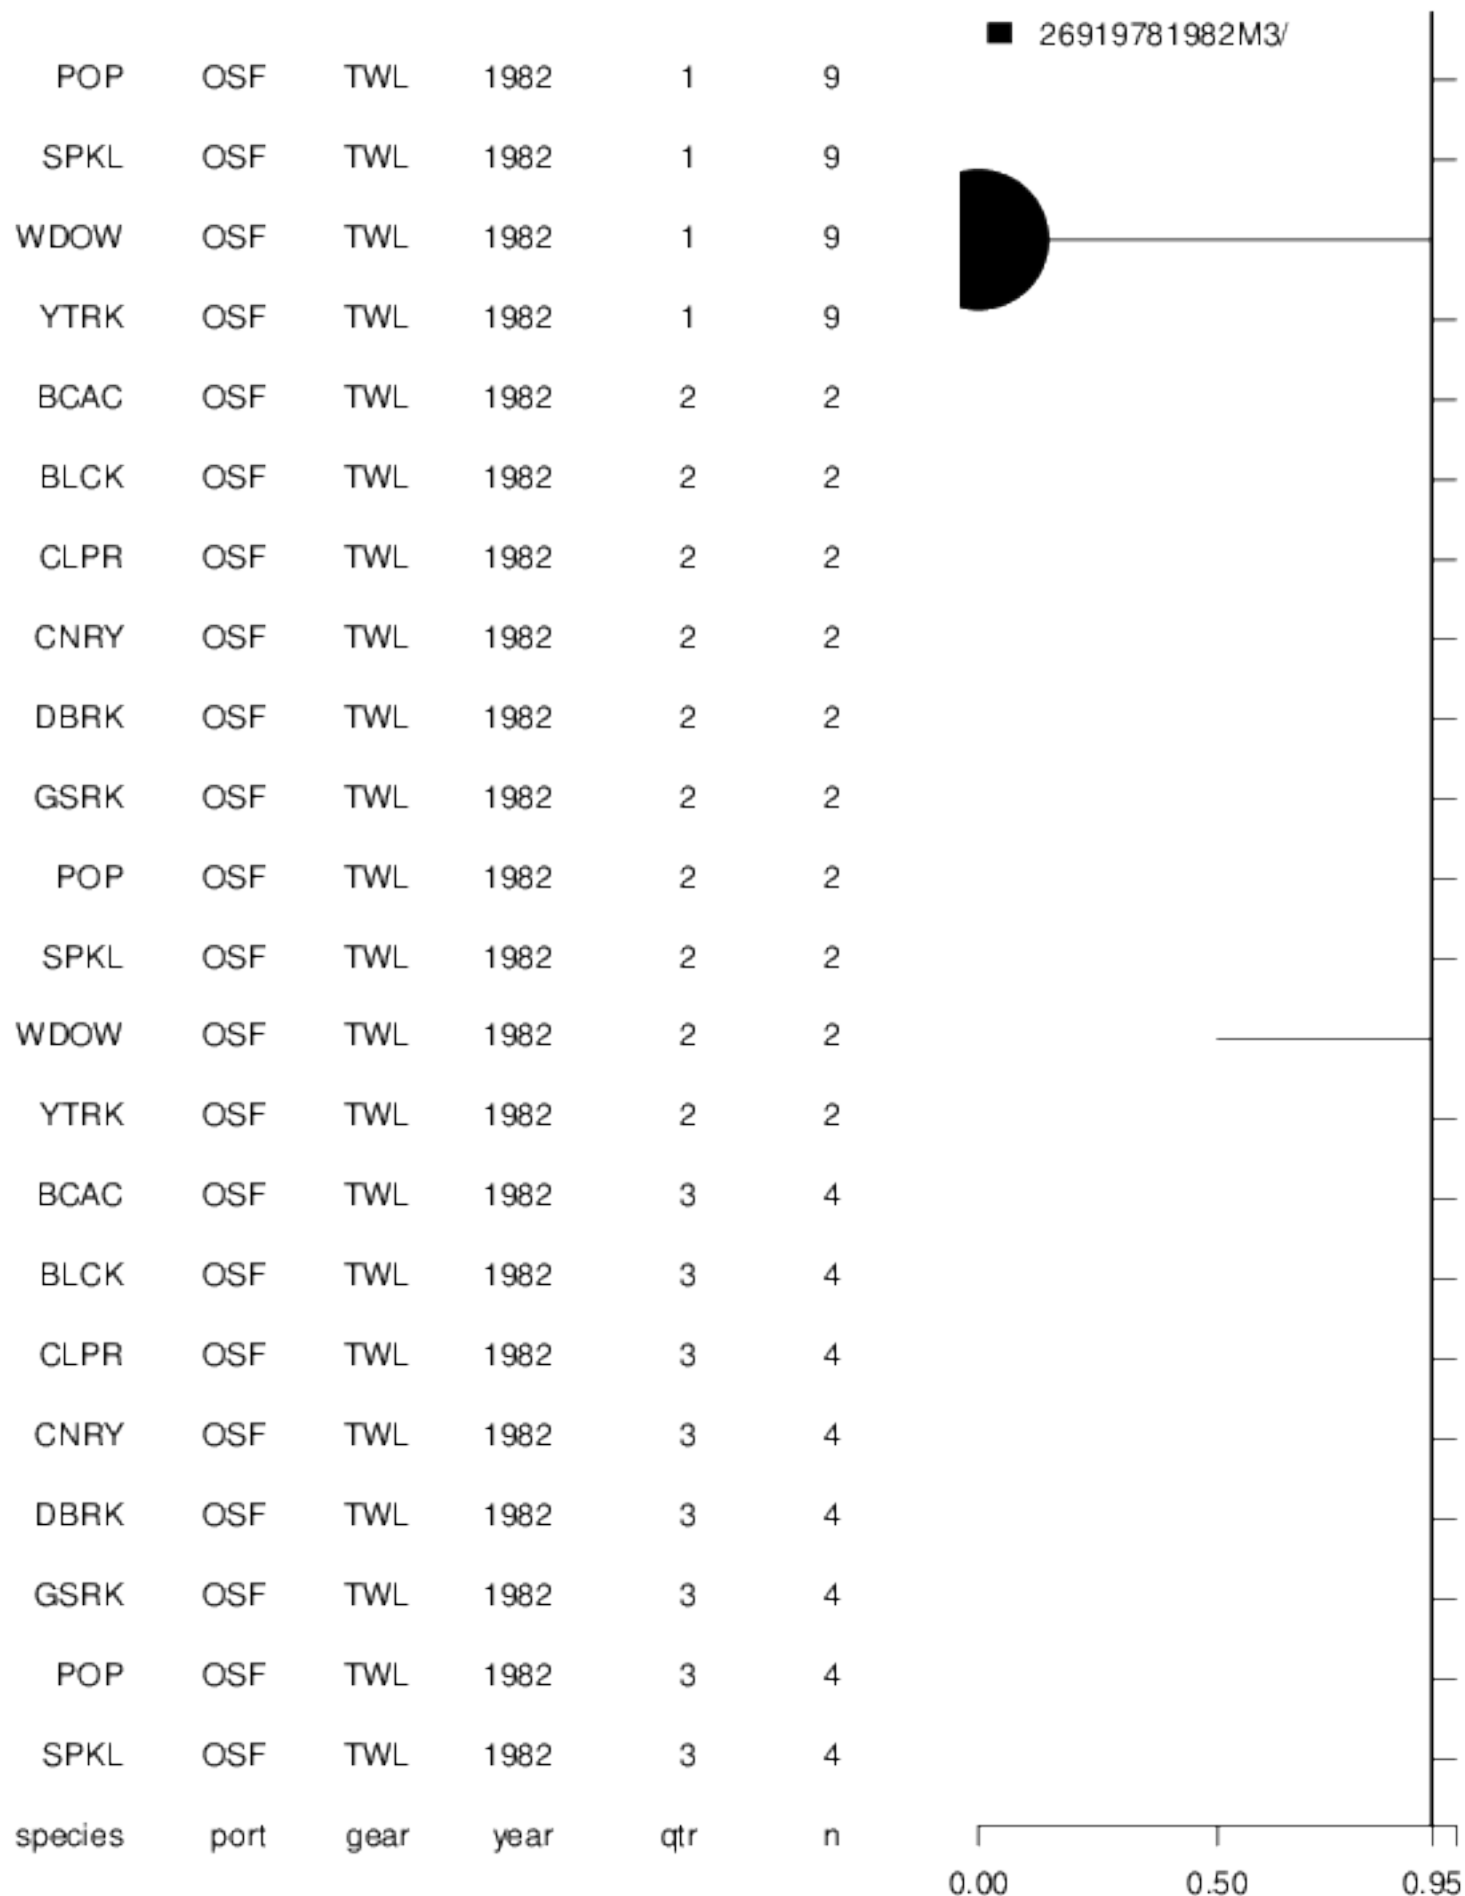 26919781982M3/
POP OSF TWL 1982 1 9
SPKL OSF TWL 1982 1 9
WDOW OSF TWL 1982 1 9
YTRK OSF TWL 1982 1 9
BCAC OSF TWL 1982 2 2
BLCK OSF TWL 1982 2 2
CLPR OSF TWL 1982 2 2
CNRY OSF TWL 1982 2 2
DBRK OSF TWL 1982 2 2
GSRK OSF TWL 1982 2 2
POP OSF TWL 1982 2 2
SPKL OSF TWL 1982 2 2
WDOW OSF TWL 1982 2 2
YTRK OSF TWL 1982 2 2
BCAC OSF TWL 1982 3 4
BLCK OSF TWL 1982 3 4
CLPR OSF TWL 1982 3 4
CNRY OSF TWL 1982 3 4
DBRK OSF TWL 1982 3 4
GSRK OSF TWL 1982 3 4
POP OSF TWL 1982 3 4
SPKL OSF TWL 1982 3 4
species port gear year qtr n
0.00 0.50 0.95